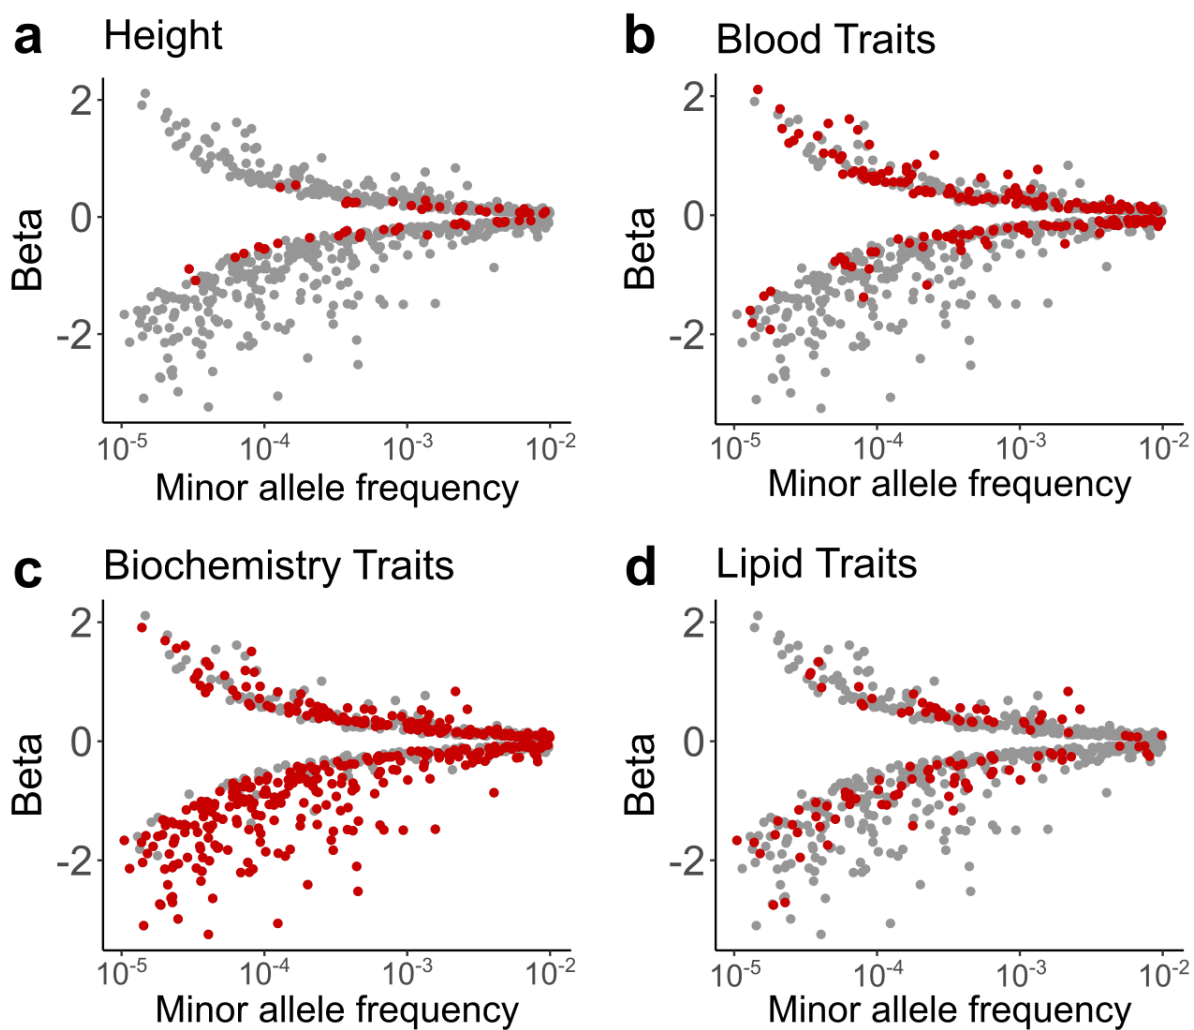 a Height
2
0
-2
Beta
10-5 10-4 10-3 10-2
Minor allele frequency
b Blood Traits
2
0
-2
Beta
10-5 10-4 10-3 10-2
Minor allele frequency
c Biochemistry Traits
2
0
-2
Beta
10-5 10-4 10-3 10-2
Minor allele frequency
d Lipid Traits
2
0
-2
Beta
10-5 10-4 10-3 10-2
Minor allele frequency